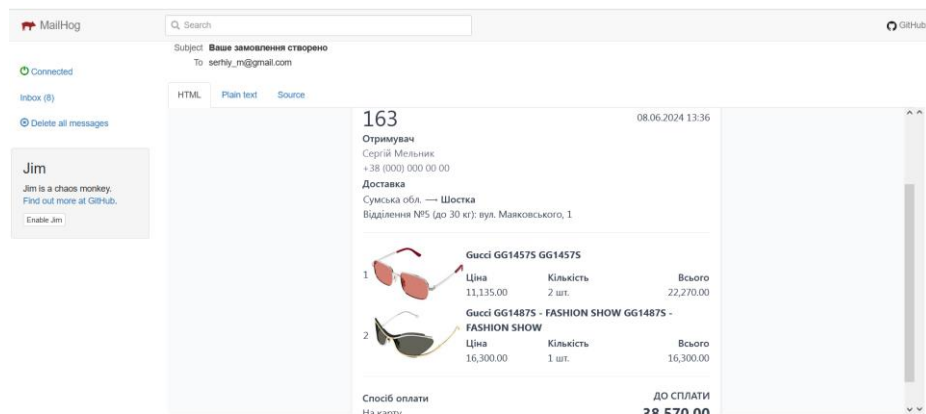 MailHog
Search
GitHub
Connected
Inbox (8)
Delete all messages
Jim
Jim is a chaos monkey.
Find out more at GitHub.
Enable Jim
Subject Ваше замовлення створено
To serhiy_m@gmail.com
HTML Plain text Source
163 08.06.2024 13:36
Отримувач
Сергій Мельник
+38 (000) 000 00 00
Доставка
Сумська обл. — Шостка
Відділення №5 (до 30 кг): вул. Маяковського, 1
Gucci GG1457S GG1457S
1
Ціна Кількість Всього
11,135.00 2 шт. 22,270.00
Gucci GG1487S - FASHION SHOW GG1487S -
FASHION SHOW
2
Ціна Кількість Всього
16,300.00 1 шт. 16,300.00
Спосіб оплати ДО СПЛАТИ
На карту 38,570.00